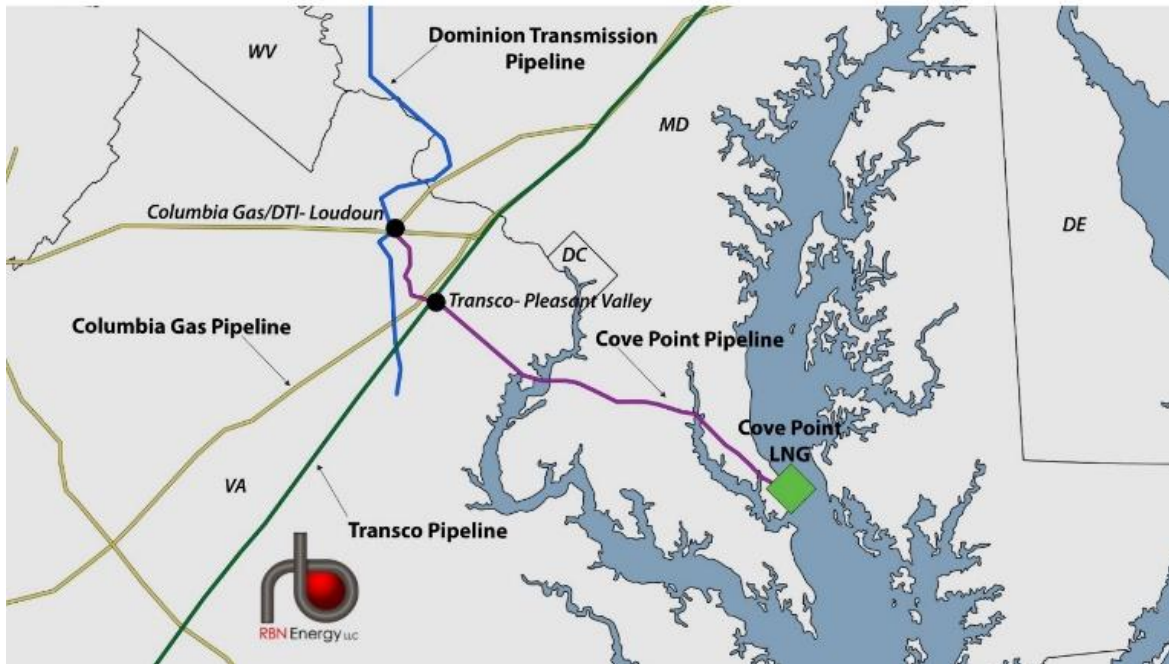 WV
Dominion Transmission
Pipeline
MD
Columbia Gas/DTI- Loudoun
DE
DC
Transco- Pleasant Valley
Columbia Gas Pipeline
Cove Point Pipeline
Cove Point
LNG
VA
Transco Pipeline
RBN Energy LLC